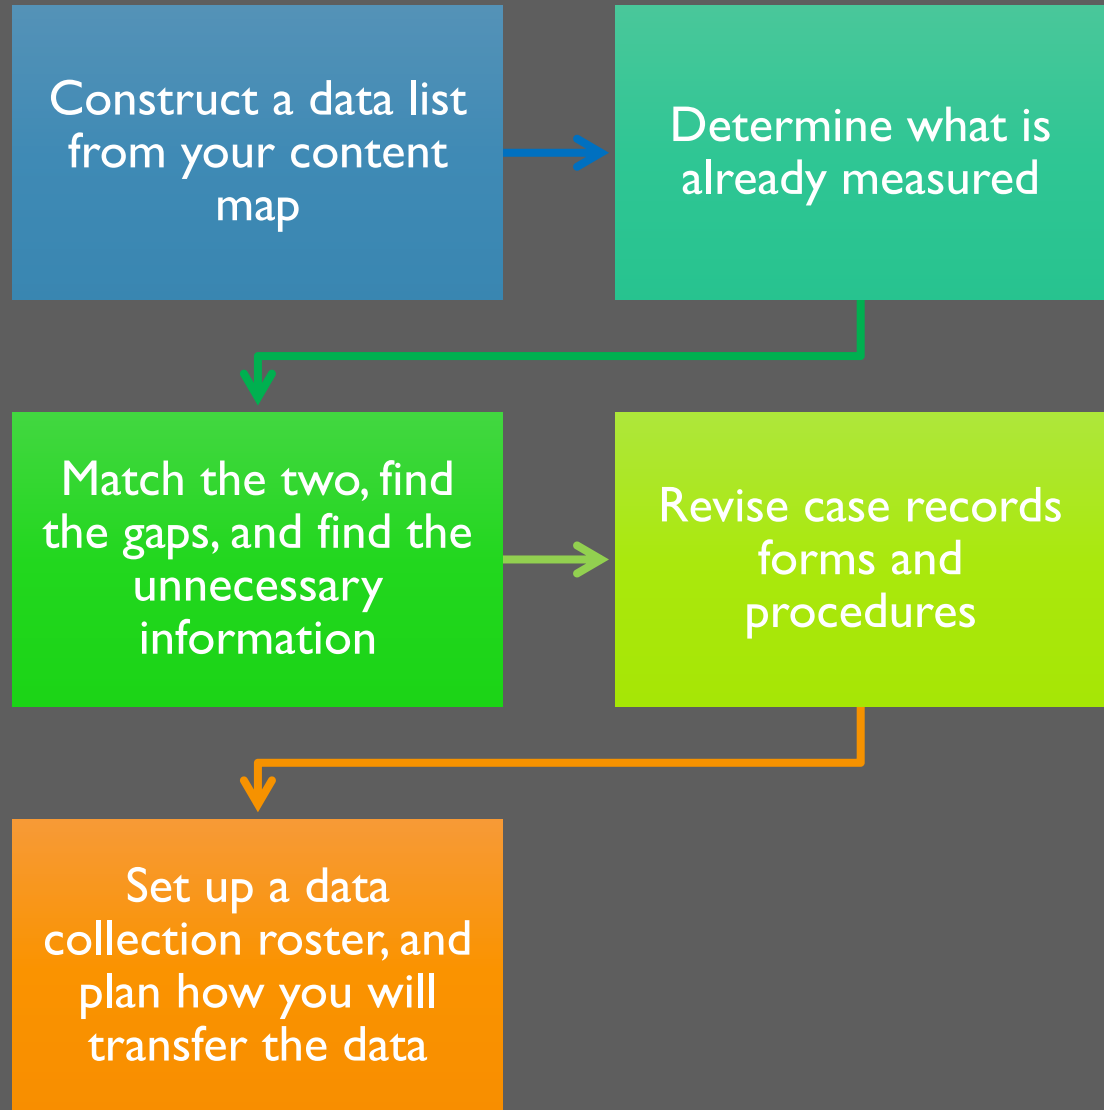 Construct a data list
from your content
map
Determine what is
already measured
Match the two, find
the gaps, and find the
unnecessary
information
Revise case records
forms and
procedures
Set up a data
collection roster, and
plan how you will
transfer the data